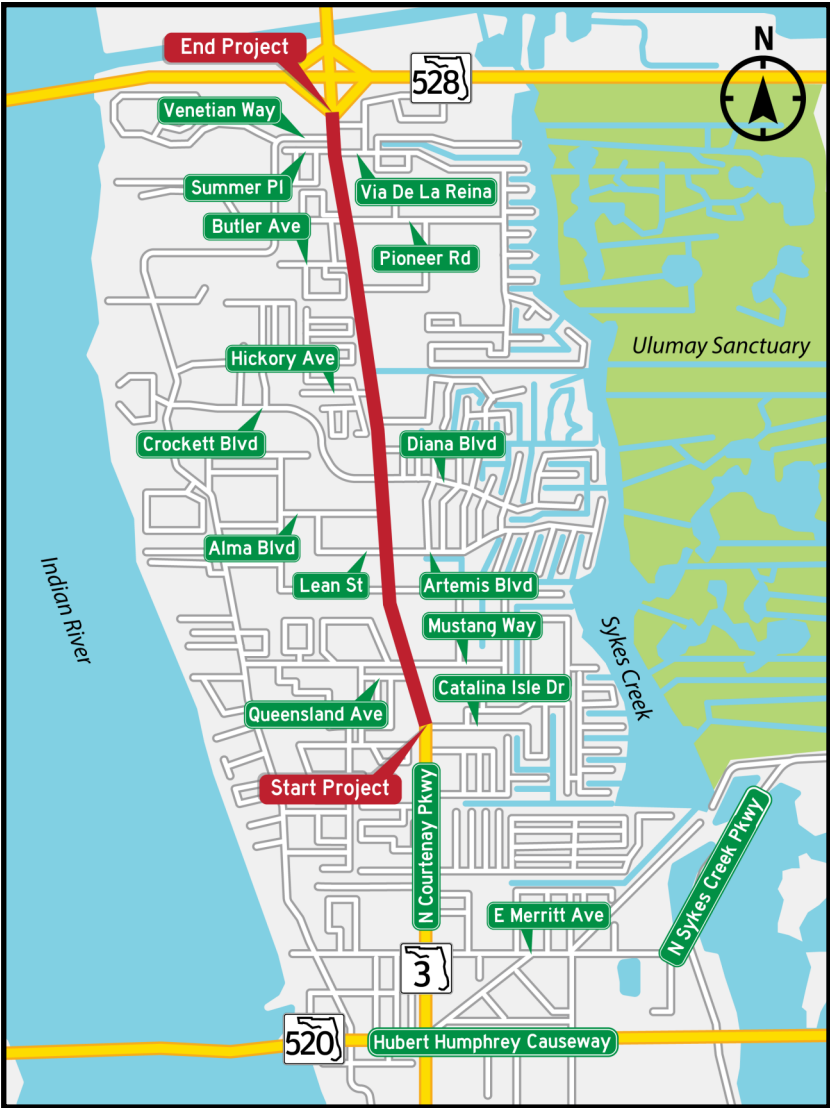 End Project
N
528
Venetian Way
Summer Pl
Via De La Reina
Butler Ave
Pioneer Rd
Ulumay Sanctuary
Hickory Ave
Crockett Blvd
Diana Blvd
Alma Blvd
Indian River
Lean St
Artemis Blvd
Mustang Way
Sykes Creek
Catalina Isle Dr
Queensland Ave
Start Project
N Courtenay Pkwy
N Sykes Creek Pkwy
E Merritt Ave
3
520
Hubert Humphrey Causeway